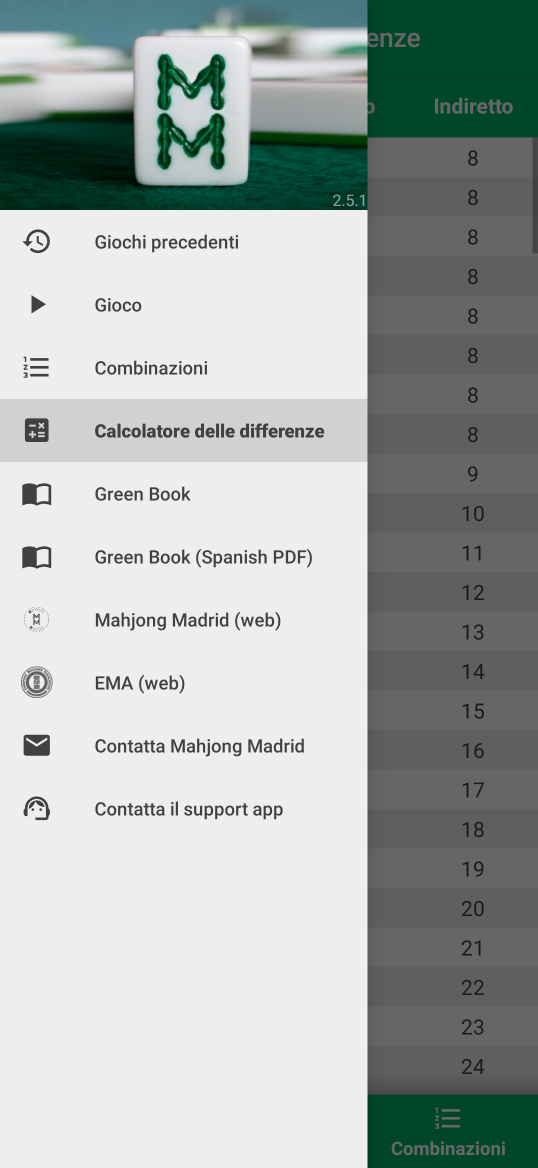 M
M
2.5.1
Giochi precedenti
Gioco
Combinazioni
Calcolatore delle differenze
Green Book
Green Book (Spanish PDF)
Mahjong Madrid (web)
EMA (web)
Contatta Mahjong Madrid
Contatta il support app
enze
o Indiretto
8
8
8
8
8
8
8
8
9
10
11
12
13
14
15
16
17
18
19
20
21
22
23
24
Combinazioni